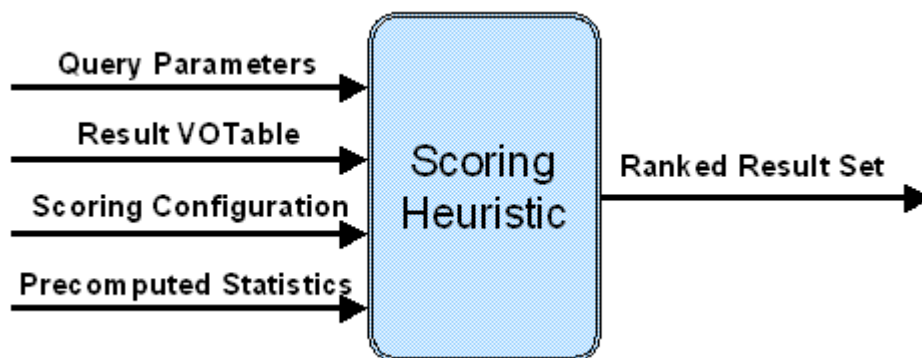 Query Parameters
Result VOTable
Scoring Configuration
Precomputed Statistics
Scoring
Heuristic
Ranked Result Set